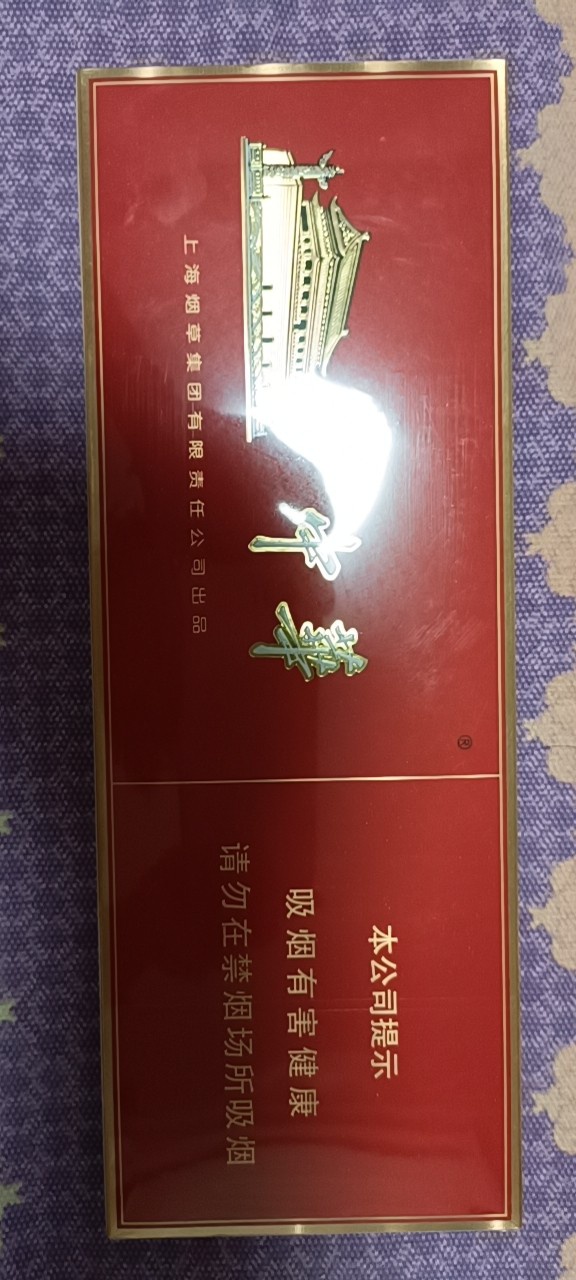 中華
®
上海烟草集团有限责任公司出品
本公司提示
吸烟有害健康
请勿在禁烟场所吸烟